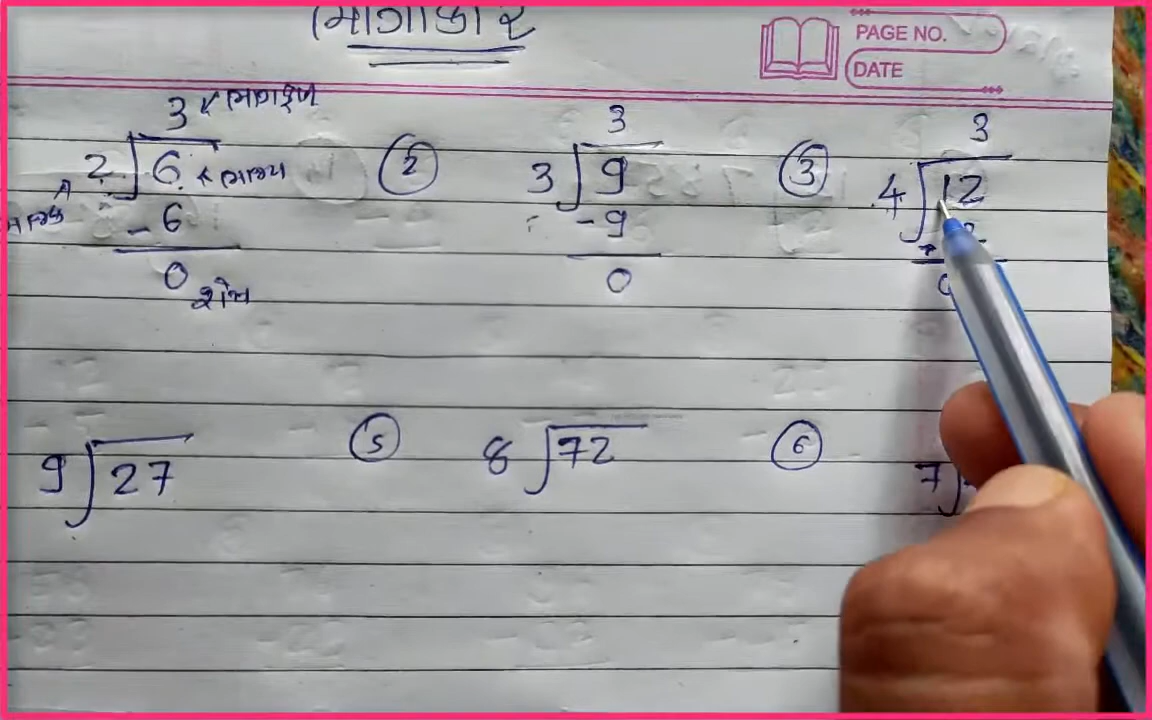 भागाकार
PAGE NO.
DATE
3 भागाकार
2 6 भाज्य
भाजक
- 6
0 शेष
② 3
3 9
- 9
0
③ 3
4 12
0
9 27
⑤ 8 72
⑥ 7